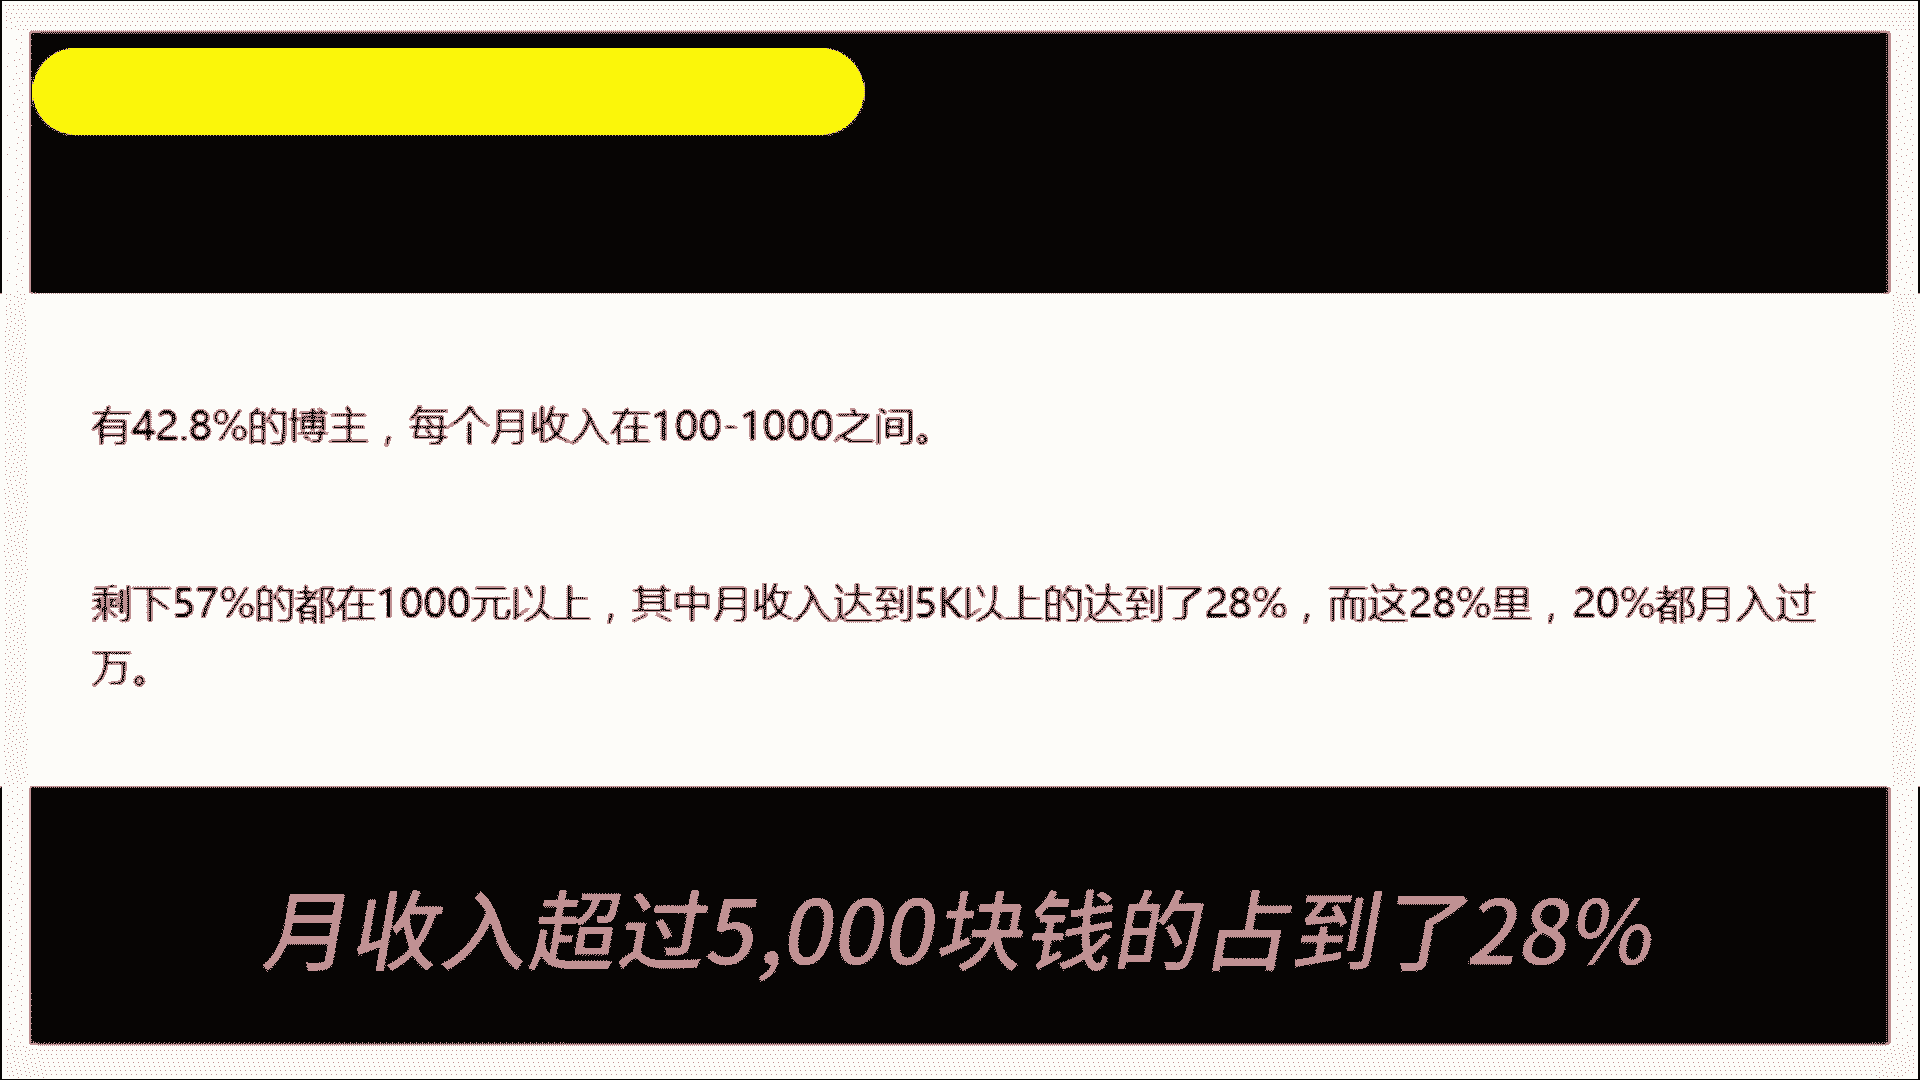 有42.8%的博主，每个月收入在100-1000之间。
剩下57%的都在1000元以上，其中月收入达到5K以上的达到了28%，而这28%里，20%都月入过
万。
月收入超过5,000块钱的占到了28%